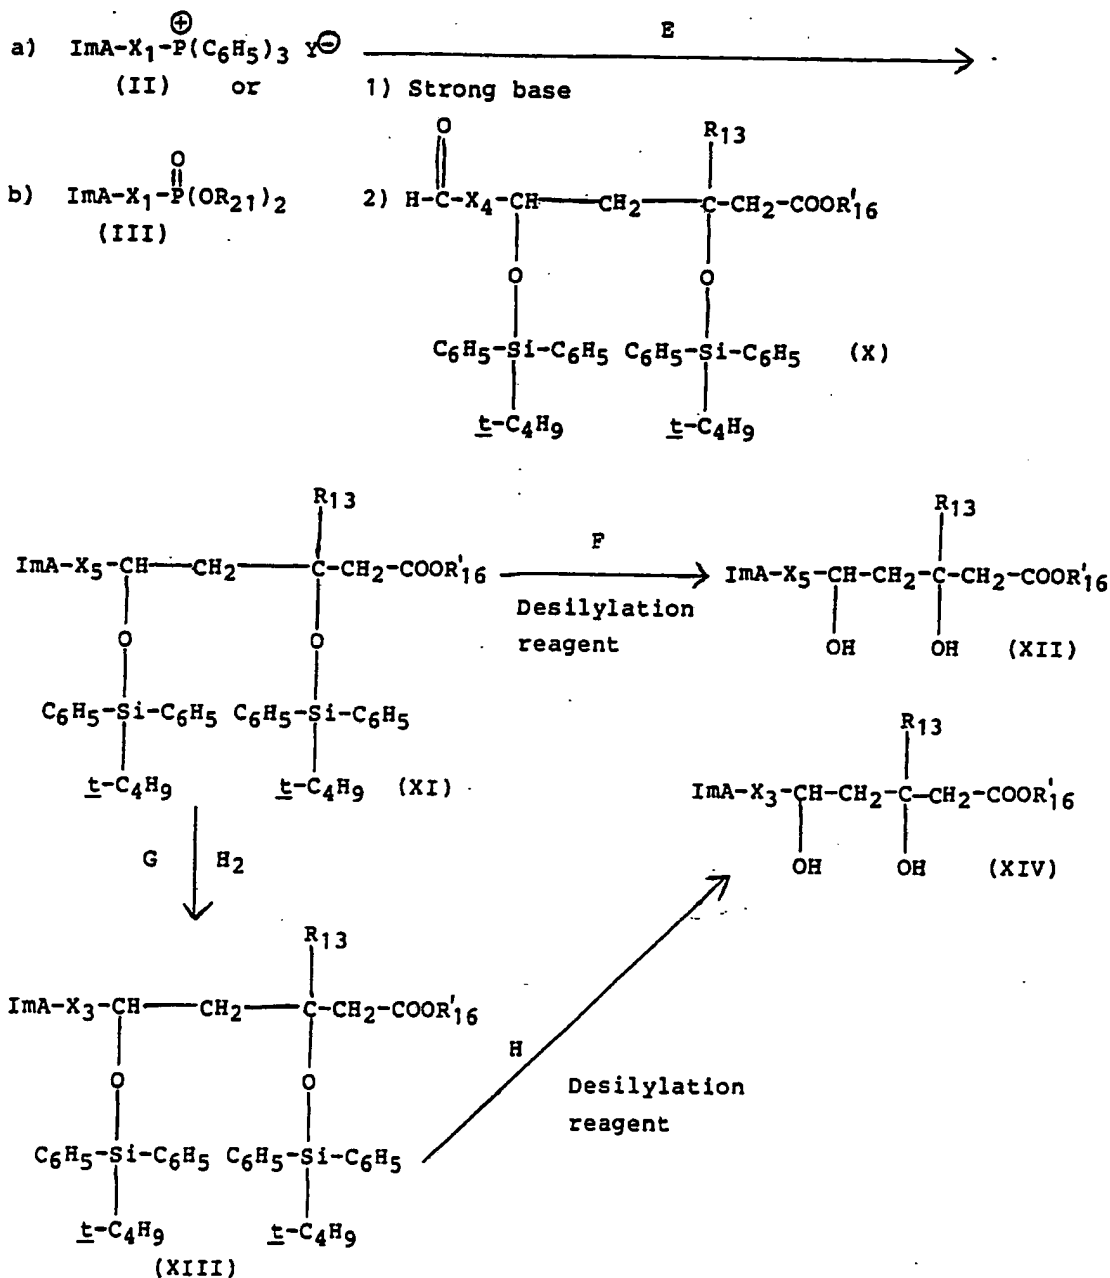 a) ImA-X1-P(C6H5)3 Y⊖
⊕
E
(II) or
1) Strong base
O
R13
b) ImA-X1-P(OR21)2
O
(III)
2) H-C-X4-CH-CH2-C-CH2-COOR'16
O O
C6H5-Si-C6H5 C6H5-Si-C6H5 (X)
t-C4H9 t-C4H9
R13
ImA-X5-CH-CH2-C-CH2-COOR'16
F
Desilylation
reagent
R13
ImA-X5-CH-CH2-C-CH2-COOR'16
OH OH (XII)
O O
C6H5-Si-C6H5 C6H5-Si-C6H5
t-C4H9 t-C4H9 (XI)
R13
ImA-X3-CH-CH2-C-CH2-COOR'16
OH OH (XIV)
G H2
R13
ImA-X3-CH-CH2-C-CH2-COOR'16
O O
H
Desilylation
reagent
C6H5-Si-C6H5 C6H5-Si-C6H5
t-C4H9 t-C4H9
(XIII)